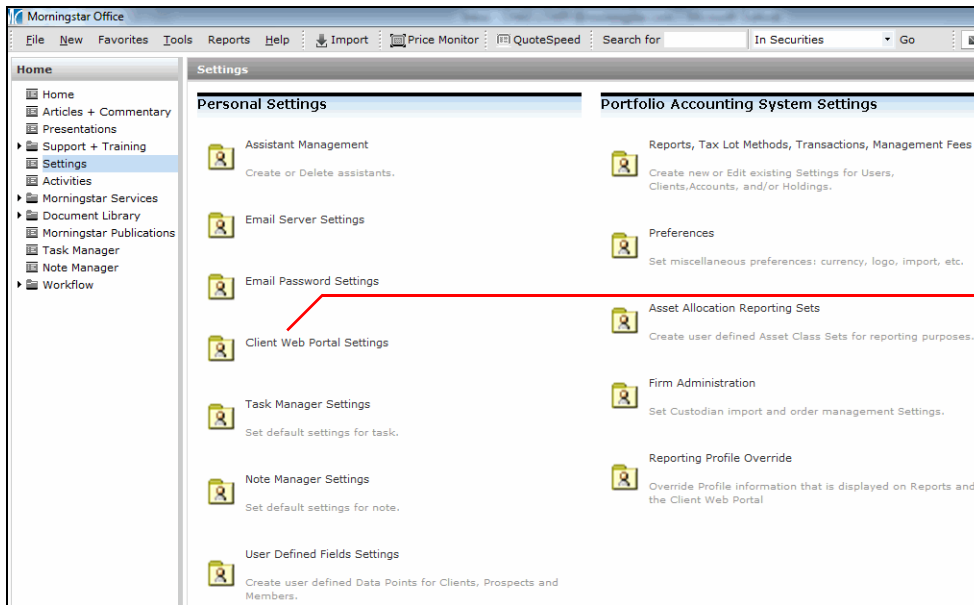 Morningstar Office
File New Favorites Tools Reports Help Import Price Monitor QuoteSpeed Search for In Securities Go
Home
Home
Articles + Commentary
Presentations
Support + Training
Settings
Activities
Morningstar Services
Document Library
Morningstar Publications
Task Manager
Note Manager
Workflow
Settings
Personal Settings
Assistant Management
Create or Delete assistants.
Email Server Settings
Email Password Settings
Client Web Portal Settings
Task Manager Settings
Set default settings for task.
Note Manager Settings
Set default settings for note.
User Defined Fields Settings
Create user defined Data Points for Clients, Prospects and
Members.
Portfolio Accounting System Settings
Reports, Tax Lot Methods, Transactions, Management Fees
Create new or Edit existing Settings for Users,
Clients,Accounts, and/or Holdings.
Preferences
Set miscellaneous preferences: currency, logo, import, etc.
Asset Allocation Reporting Sets
Create user defined Asset Class Sets for reporting purposes.
Firm Administration
Set Custodian import and order management Settings.
Reporting Profile Override
Override Profile information that is displayed on Reports and
the Client Web Portal